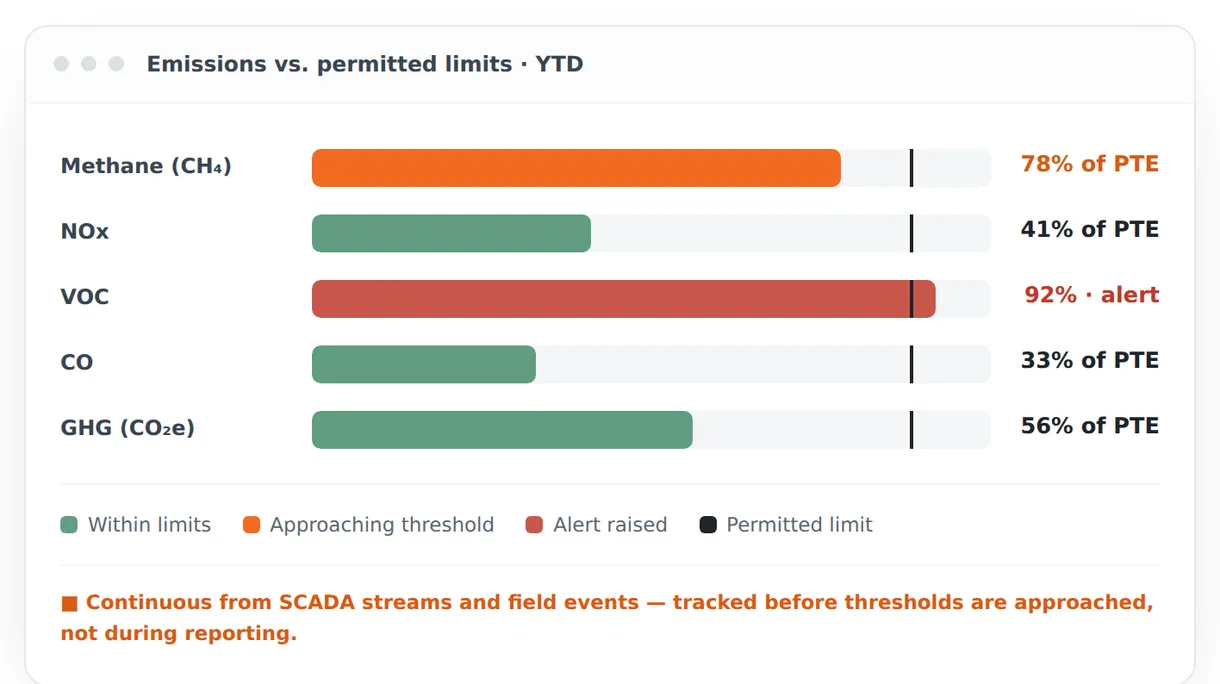 Emissions vs. permitted limits · YTD
Methane (CH₄) 78% of PTE
NOx 41% of PTE
VOC 92% · alert
CO 33% of PTE
GHG (CO₂e) 56% of PTE
Within limits Approaching threshold Alert raised Permitted limit
■ Continuous from SCADA streams and field events — tracked before thresholds are approached,
not during reporting.